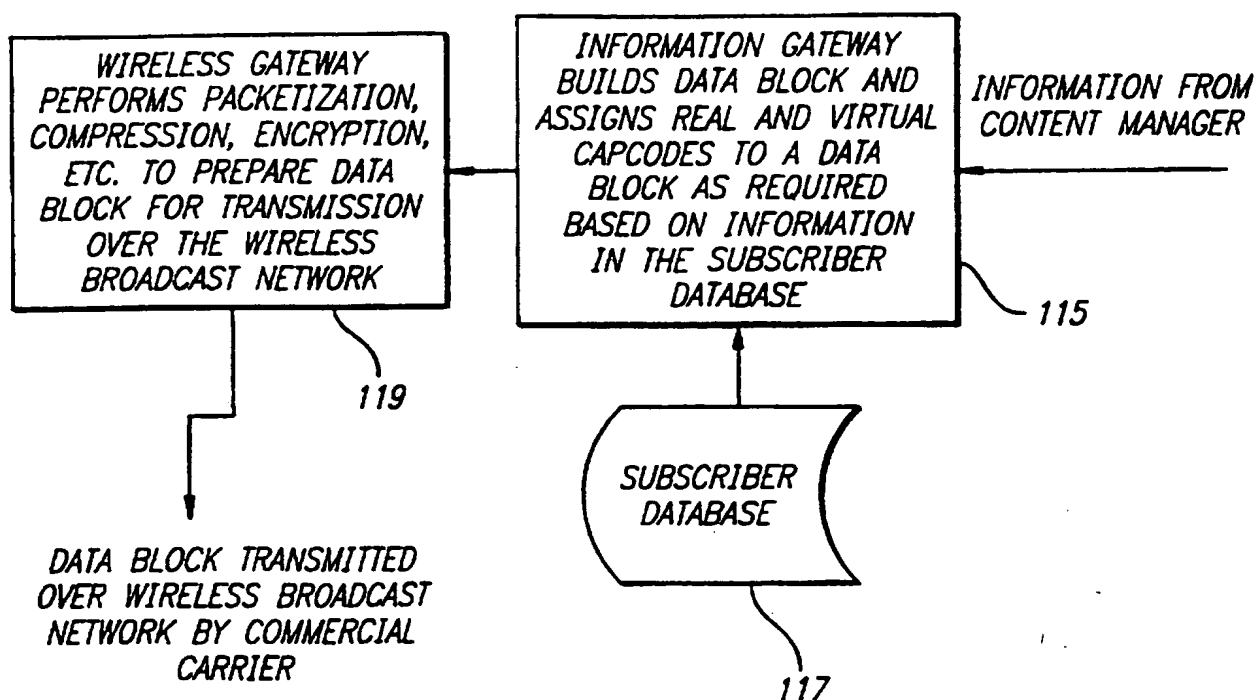 WIRELESS GATEWAY
PERFORMS PACKETIZATION,
COMPRESSION, ENCRYPTION,
ETC. TO PREPARE DATA
BLOCK FOR TRANSMISSION
OVER THE WIRELESS
BROADCAST NETWORK
119
INFORMATION GATEWAY
BUILDS DATA BLOCK AND
ASSIGNS REAL AND VIRTUAL
CAPCODES TO A DATA
BLOCK AS REQUIRED
BASED ON INFORMATION
IN THE SUBSCRIBER
DATABASE
115
INFORMATION FROM
CONTENT MANAGER
SUBSCRIBER
DATABASE
117
DATA BLOCK TRANSMITTED
OVER WIRELESS BROADCAST
NETWORK BY COMMERCIAL
CARRIER